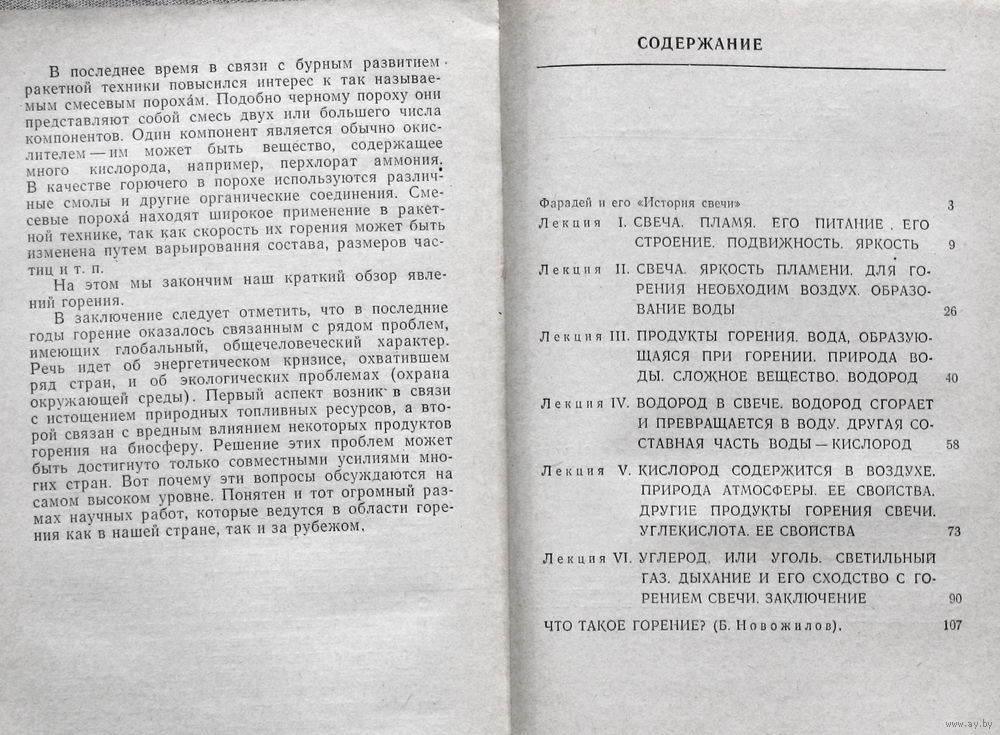 В последнее время в связи с бурным развитием
ракетной техники повысился интерес к так называе-
мым смесевым порохáм. Подобно черному пороху они
представляют собой смесь двух или большего числа
компонентов. Один компонент является обычно окис-
лителем — им может быть вещество, содержащее
много кислорода, например, перхлорат аммония.
В качестве горючего в порохе используются различ-
ные смолы и другие органические соединения. Сме-
севые порохá находят широкое применение в ракет-
ной технике, так как скорость их горения может быть
изменена путем варьирования состава, размеров час-
тиц и т. п.
На этом мы закончим наш краткий обзор явле-
ний горения.
В заключение следует отметить, что в последние
годы горение оказалось связанным с рядом проблем,
имеющих глобальный, общечеловеческий характер.
Речь идет об энергетическом кризисе, охватившем
ряд стран, и об экологических проблемах (охрана
окружающей среды). Первый аспект возник в связи
с истощением природных топливных ресурсов, а вто-
рой связан с вредным влиянием некоторых продуктов
горения на биосферу. Решение этих проблем может
быть достигнуто только совместными усилиями мно-
гих стран. Вот почему эти вопросы обсуждаются на
самом высоком уровне. Понятен и тот огромный раз-
мах научных работ, которые ведутся в области горе-
ния как в нашей стране, так и за рубежом.
СОДЕРЖАНИЕ
Фарадей и его «История свечи» 3
Лекция I. СВЕЧА. ПЛАМЯ. ЕГО ПИТАНИЕ. ЕГО
СТРОЕНИЕ. ПОДВИЖНОСТЬ. ЯРКОСТЬ 9
Лекция II. СВЕЧА. ЯРКОСТЬ ПЛАМЕНИ. ДЛЯ ГО-
РЕНИЯ НЕОБХОДИМ ВОЗДУХ. ОБРАЗО-
ВАНИЕ ВОДЫ 26
Лекция III. ПРОДУКТЫ ГОРЕНИЯ. ВОДА, ОБРАЗУЮ-
ЩАЯСЯ ПРИ ГОРЕНИИ. ПРИРОДА ВО-
ДЫ. СЛОЖНОЕ ВЕЩЕСТВО. ВОДОРОД 40
Лекция IV. ВОДОРОД В СВЕЧЕ. ВОДОРОД СГОРАЕТ
И ПРЕВРАЩАЕТСЯ В ВОДУ. ДРУГАЯ СО-
СТАВНАЯ ЧАСТЬ ВОДЫ — КИСЛОРОД 58
Лекция V. КИСЛОРОД СОДЕРЖИТСЯ В ВОЗДУХЕ.
ПРИРОДА АТМОСФЕРЫ. ЕЕ СВОЙСТВА.
ДРУГИЕ ПРОДУКТЫ ГОРЕНИЯ СВЕЧИ.
УГЛЕКИСЛОТА. ЕЕ СВОЙСТВА 73
Лекция VI. УГЛЕРОД, ИЛИ УГОЛЬ. СВЕТИЛЬНЫЙ
ГАЗ. ДЫХАНИЕ И ЕГО СХОДСТВО С ГО-
РЕНИЕМ СВЕЧИ. ЗАКЛЮЧЕНИЕ 90
ЧТО ТАКОЕ ГОРЕНИЕ? (Б. Новожилов). 107
www.ay.by